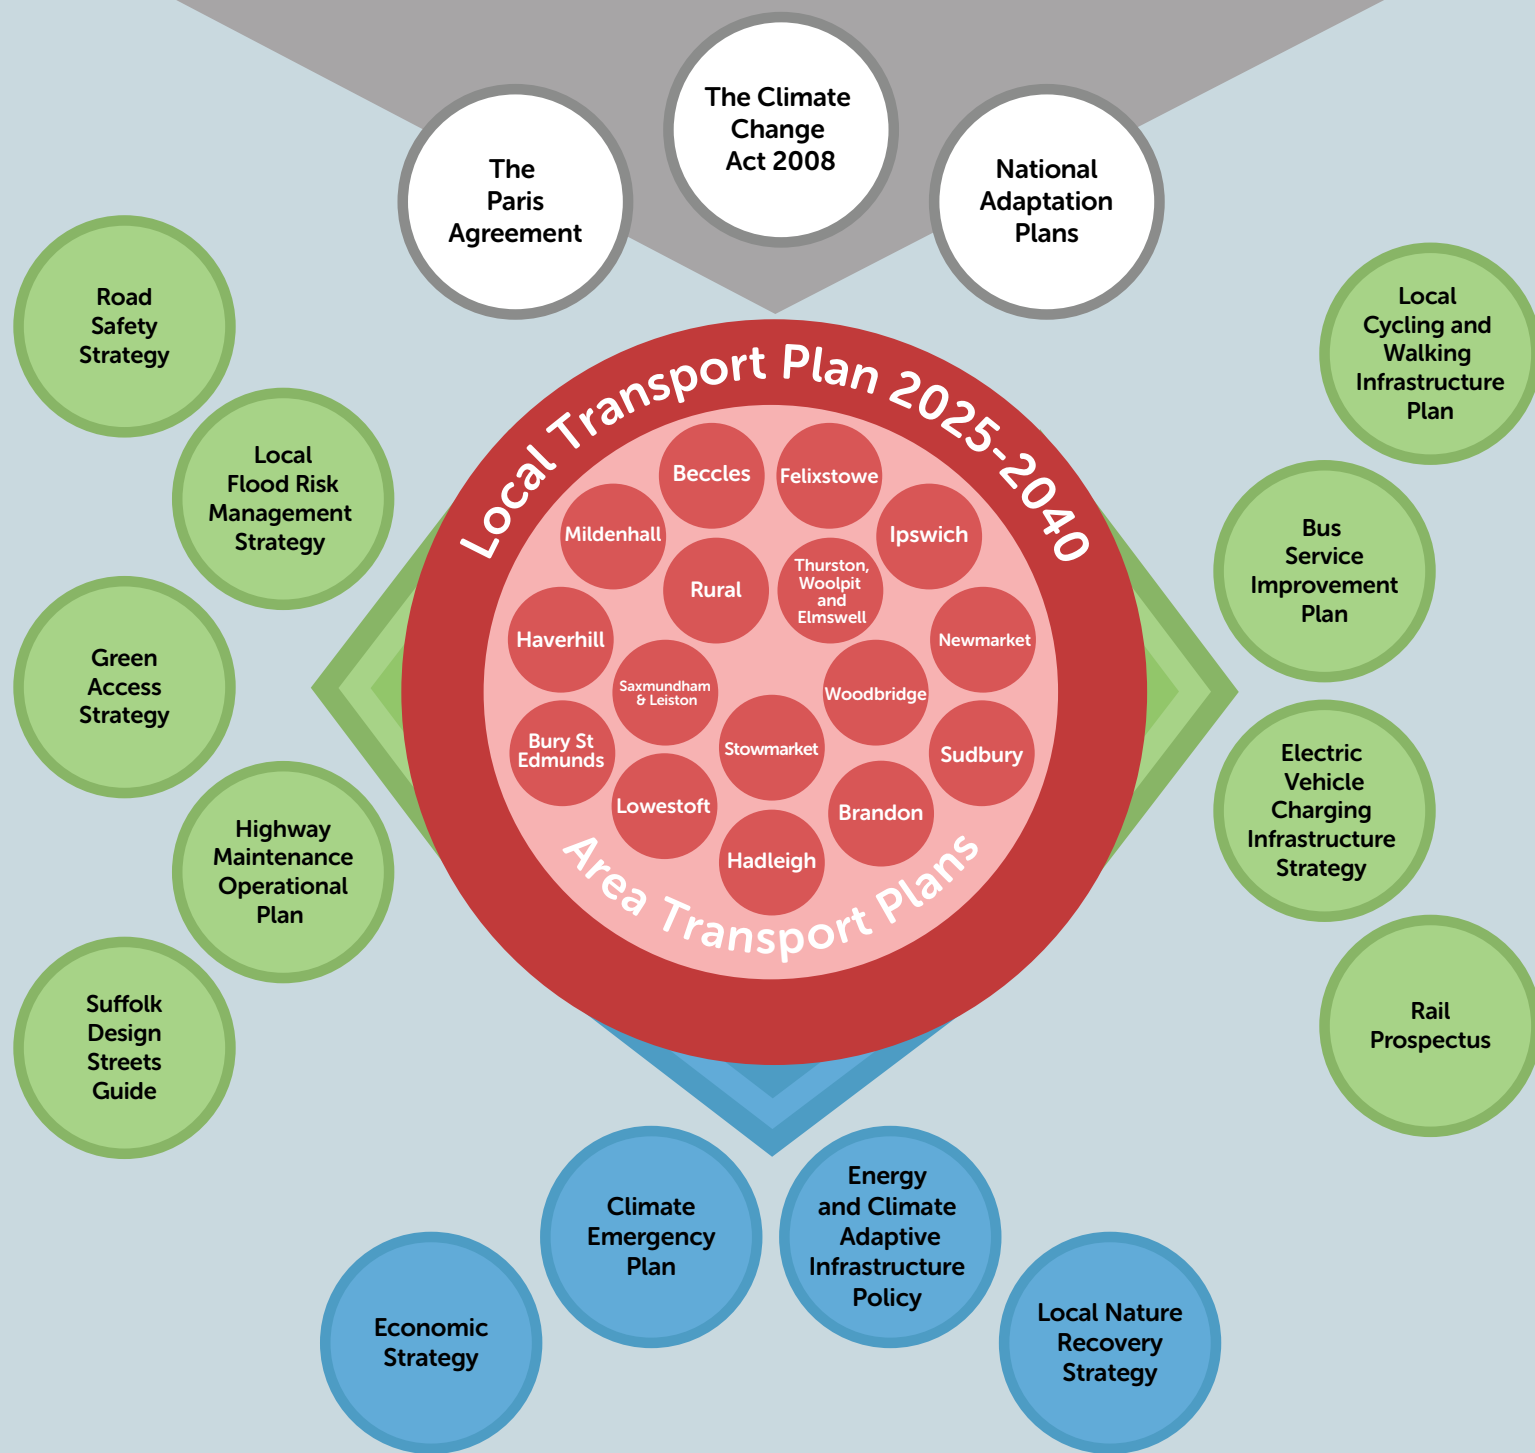 The Climate
Change
Act 2008
The
Paris
Agreement
National
Adaptation
Plans
Road
Safety
Strategy
Local
Flood Risk
Management
Strategy
Green
Access
Strategy
Highway
Maintenance
Operational
Plan
Suffolk
Design
Streets
Guide
Local Transport Plan 2025-2040
Beccles
Felixstowe
Mildenhall
Ipswich
Rural
Thurston,
Woolpit
and
Elmswell
Haverhill
Newmarket
Saxmundham
& Leiston
Woodbridge
Bury St
Edmunds
Stowmarket
Sudbury
Lowestoft
Brandon
Hadleigh
Area Transport Plans
Local
Cycling and
Walking
Infrastructure
Plan
Bus
Service
Improvement
Plan
Electric
Vehicle
Charging
Infrastructure
Strategy
Rail
Prospectus
Economic
Strategy
Climate
Emergency
Plan
Energy
and Climate
Adaptive
Infrastructure
Policy
Local Nature
Recovery
Strategy